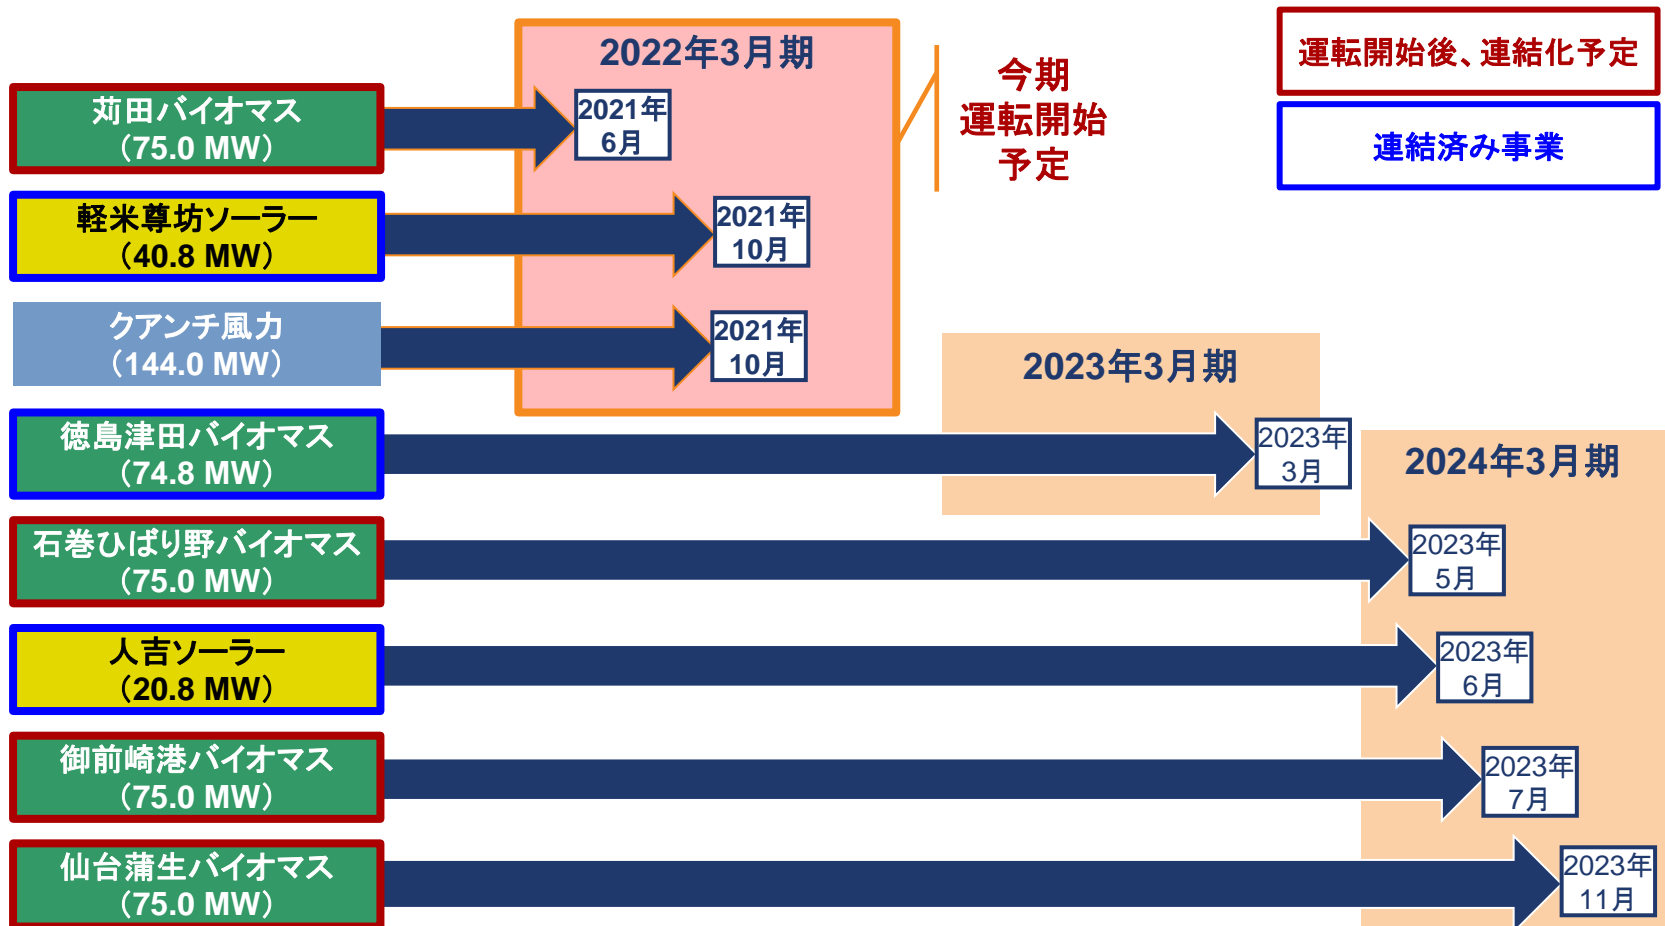 2022年3月期
運転開始後、連結化予定
連結済み事業
今期
運転開始
予定
苅田バイオマス
（75.0 MW）
2021年
6月
軽米尊坊ソーラー
（40.8 MW）
2021年
10月
クアンチ風力
（144.0 MW）
2021年
10月
2023年3月期
徳島津田バイオマス
（74.8 MW）
2023年
3月
2024年3月期
石巻ひばり野バイオマス
（75.0 MW）
2023年
5月
人吉ソーラー
（20.8 MW）
2023年
6月
御前崎港バイオマス
（75.0 MW）
2023年
7月
仙台蒲生バイオマス
（75.0 MW）
2023年
11月